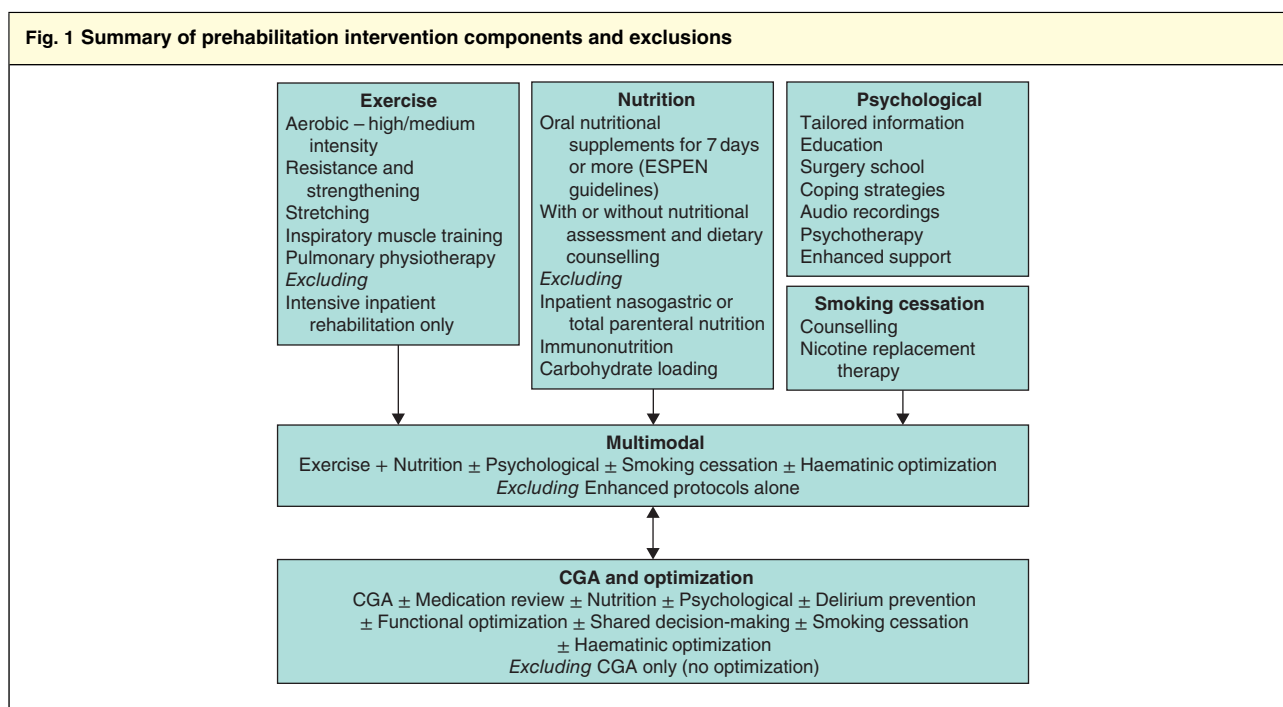 Fig. 1 Summary of prehabilitation intervention components and exclusions
Exercise
Aerobic – high/medium
intensity
Resistance and
strengthening
Stretching
Inspiratory muscle training
Pulmonary physiotherapy
Excluding
Intensive inpatient
rehabilitation only
Nutrition
Oral nutritional
supplements for 7 days
or more (ESPEN
guidelines)
With or without nutritional
assessment and dietary
counselling
Excluding
Inpatient nasogastric or
total parenteral nutrition
Immunonutrition
Carbohydrate loading
Psychological
Tailored information
Education
Surgery school
Coping strategies
Audio recordings
Psychotherapy
Enhanced support
Smoking cessation
Counselling
Nicotine replacement
therapy
Multimodal
Exercise + Nutrition ± Psychological ± Smoking cessation ± Haematinic optimization
Excluding Enhanced protocols alone
CGA and optimization
CGA ± Medication review ± Nutrition ± Psychological ± Delirium prevention
± Functional optimization ± Shared decision-making ± Smoking cessation
± Haematinic optimization
Excluding CGA only (no optimization)